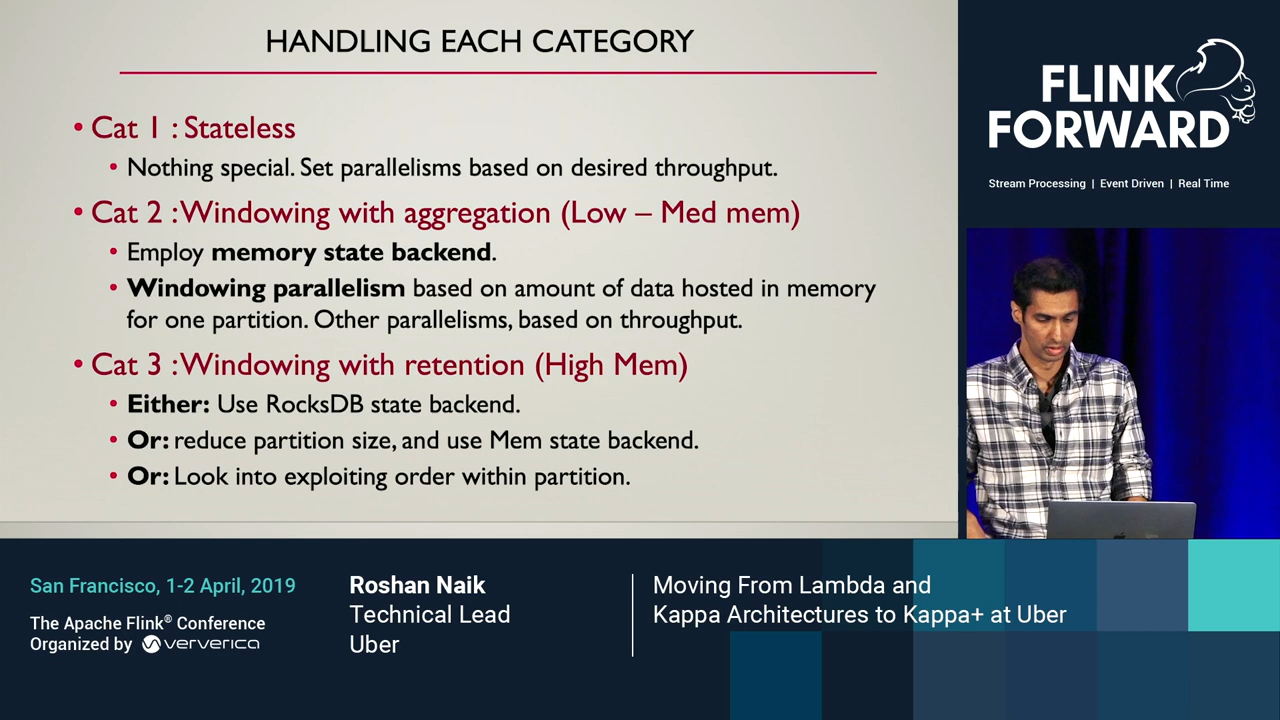 HANDLING EACH CATEGORY
• Cat 1 : Stateless
• Nothing special. Set parallelisms based on desired throughput.
• Cat 2 : Windowing with aggregation (Low – Med mem)
• Employ memory state backend.
• Windowing parallelism based on amount of data hosted in memory
for one partition. Other parallelisms, based on throughput.
• Cat 3 : Windowing with retention (High Mem)
• Either: Use RocksDB state backend.
• Or: reduce partition size, and use Mem state backend.
• Or: Look into exploiting order within partition.
FLINK
FORWARD
Stream Processing | Event Driven | Real Time
San Francisco, 1-2 April, 2019
The Apache Flink® Conference
Organized by ververica
Roshan Naik
Technical Lead
Uber
Moving From Lambda and
Kappa Architectures to Kappa+ at Uber